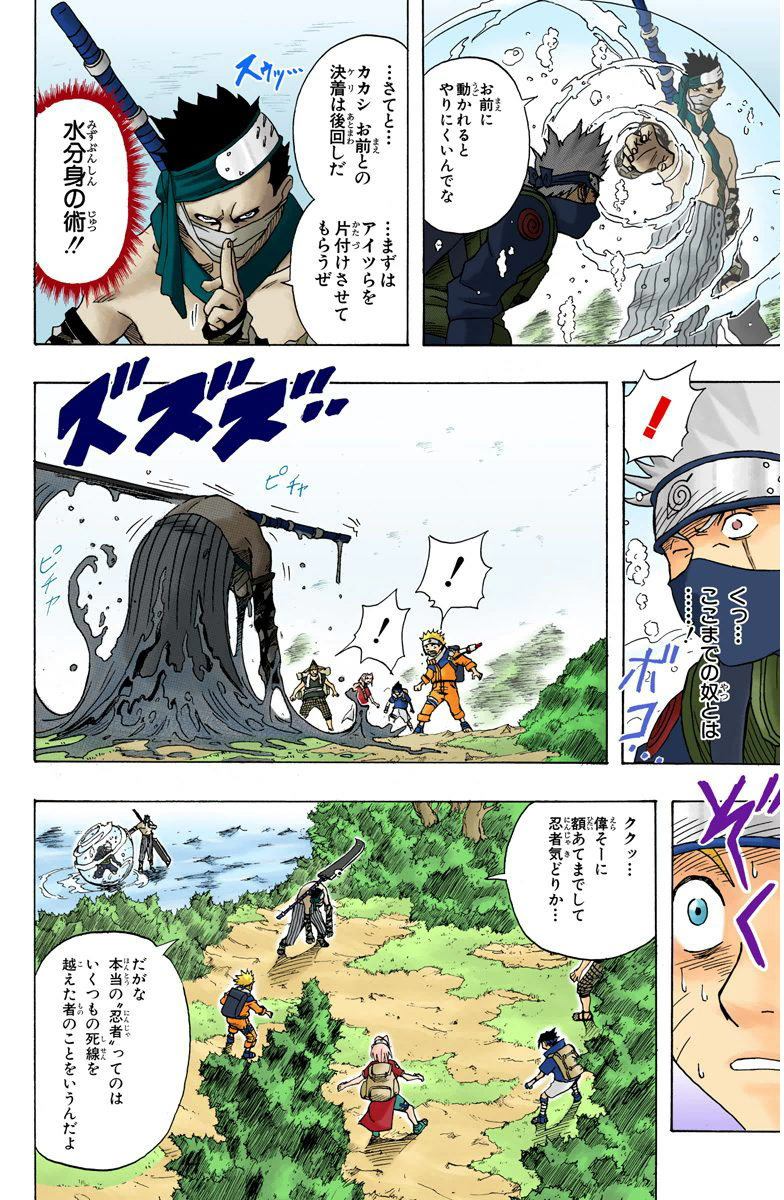 お前に
動かれると
やりにくいんでな
スウッ…
…さてと…
カカシ お前との
決着は後回しだ
…まずは
アイツらを
片付けさせて
もらうぜ
水分身の術!!
！
くっ…
ここまでの奴とは
……！
ボコ…
ズズズ‥
ピチャ
ピチャ
！
！
ぞくっ
ククッ…
偉そーに
額あてまでして
忍者気どりか…
だがな
本当の“忍者”ってのは
いくつもの死線を
越えた者のことをいうんだよ